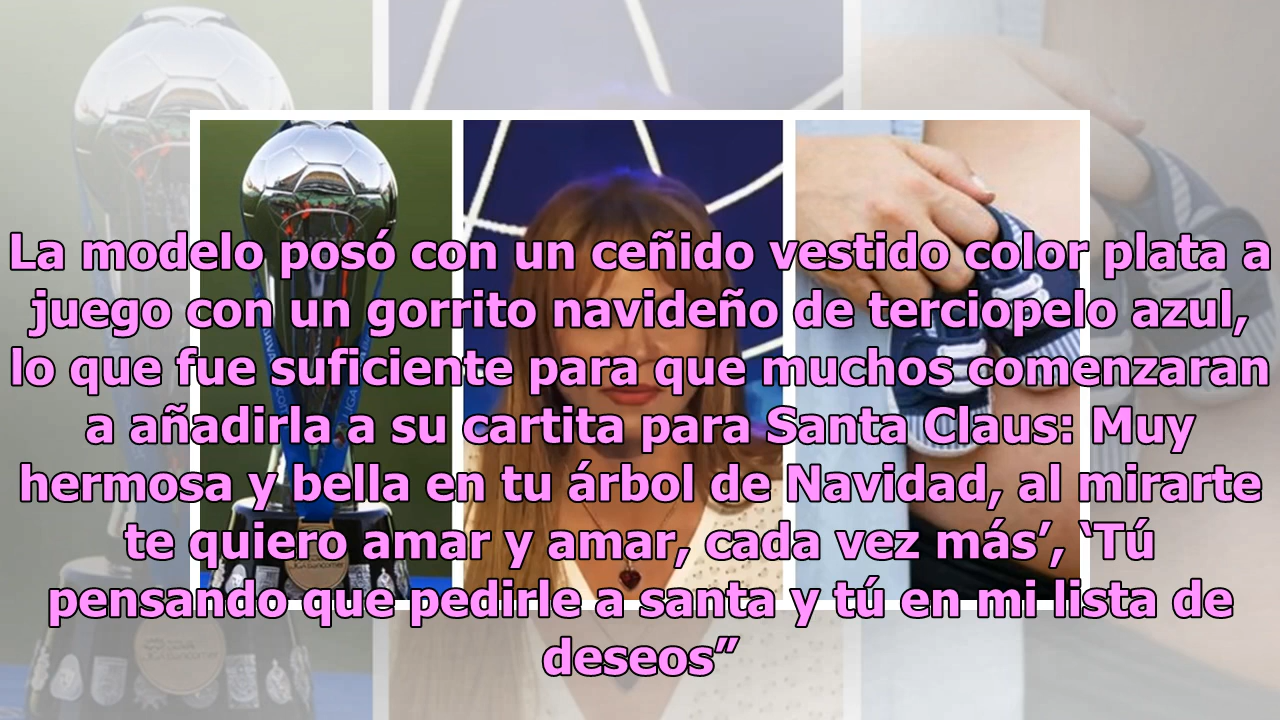 La modelo posó con un ceñido vestido color plata a
juego con un gorrito navideño de terciopelo azul,
lo que fue suficiente para que muchos comenzaran
a añadirla a su cartita para Santa Claus: Muy
hermosa y bella en tu árbol de Navidad, al mirarte
te quiero amar y amar, cada vez más’, ‘Tú
pensando que pedirle a santa y tú en mi lista de
deseos”